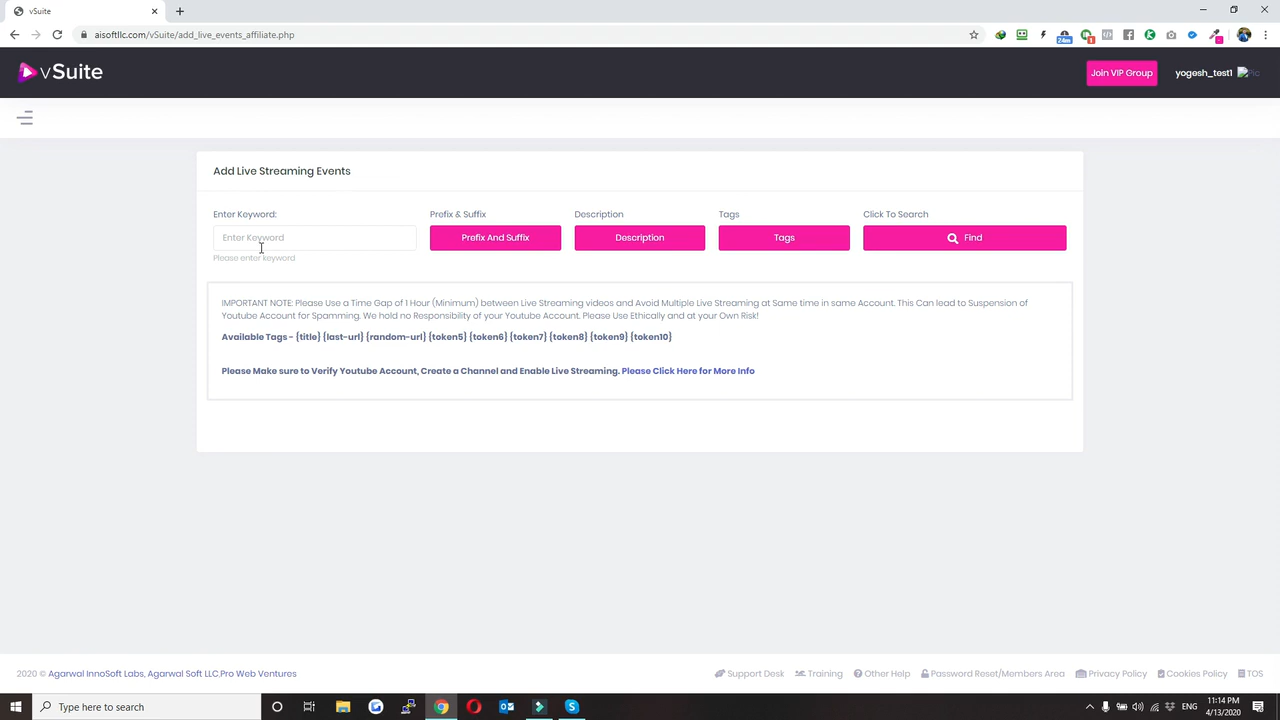 vSuite
aisoftllc.com/vSuite/add_live_events_affiliate.php
24m
vSuite
Join VIP Group
yogesh_test1
Add Live Streaming Events
Enter Keyword:
Prefix & Suffix
Description
Tags
Click To Search
Enter Keyword
Prefix And Suffix
Description
Tags
Find
Please enter keyword
IMPORTANT NOTE: Please Use a Time Gap of 1 Hour (Minimum) between Live Streaming videos and Avoid Multiple Live Streaming at Same time in same Account. This Can lead to Suspension of
Youtube Account for Spamming. We hold no Responsibility of your Youtube Account. Please Use Ethically and at your Own Risk!
Available Tags - {title} {last-url} {random-url} {token5} {token6} {token7} {token8} {token9} {token10}
Please Make sure to Verify Youtube Account, Create a Channel and Enable Live Streaming. Please Click Here for More Info
2020 © Agarwal InnoSoft Labs, Agarwal Soft LLC,Pro Web Ventures
Support Desk
Training
Other Help
Password Reset/Members Area
Privacy Policy
Cookies Policy
TOS
Type here to search
ENG
11:14 PM
4/13/2020